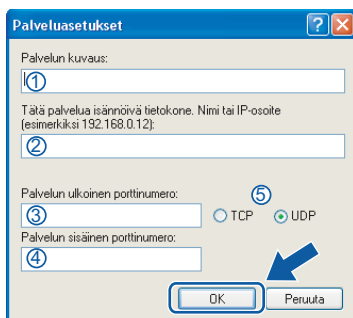 Palveluasetukset
Palvelun kuvaus:
①
Tätä palvelua isännöivä tietokone. Nimi tai IP-osoite
(esimerkiksi 192.168.0.12):
②
Palvelun ulkoinen porttinumero:
⑤
③ TCP UDP
Palvelun sisäinen porttinumero:
④
OK Peruuta